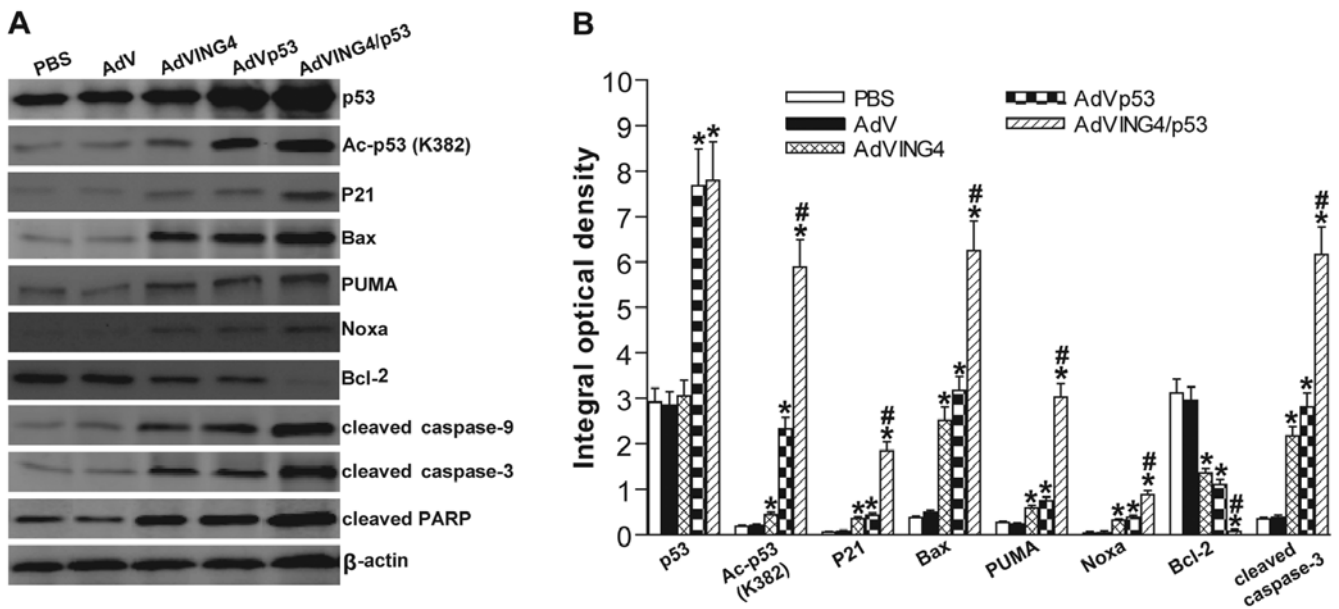 A
PBS
AdV
AdVING4
AdVp53
AdVING4/p53
p53
Ac-p53 (K382)
P21
Bax
PUMA
Noxa
Bcl-2
cleaved caspase-9
cleaved caspase-3
cleaved PARP
β-actin
B
PBS
AdV
AdVING4
AdVp53
AdVING4/p53
Integral optical density
10
9
8
7
6
5
4
3
2
1
0
* *
* * #*
* * #*
* * #*
* * #*
* * #*
* * #*
* * #*
p53
Ac-p53
(K382)
P21
Bax
PUMA
Noxa
Bcl-2
cleaved
caspase-3